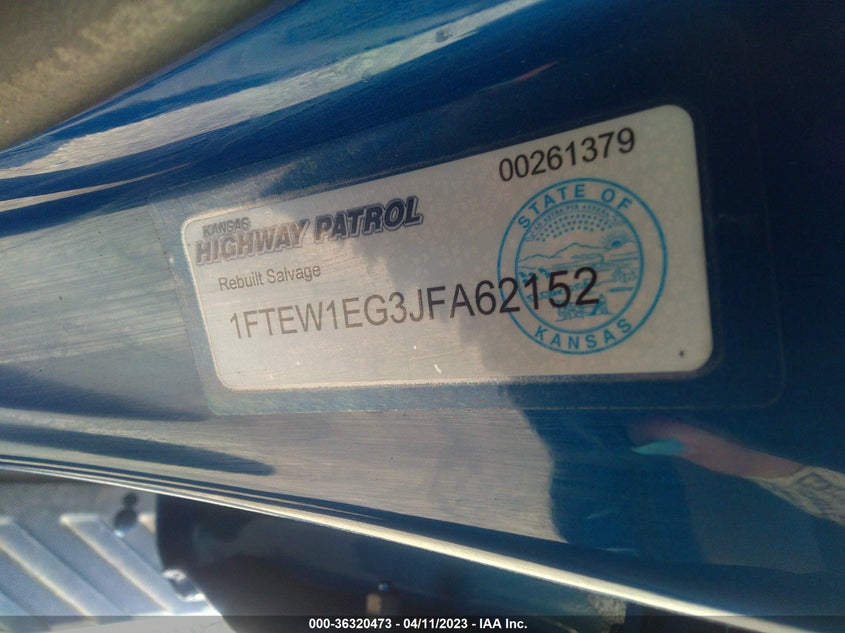 00261379
KANSAS
HIGHWAY PATROL
Rebuilt Salvage
1FTEW1EG3JFA62152
STATE OF
KANSAS
000-36320473 - 04/11/2023 - IAA Inc.